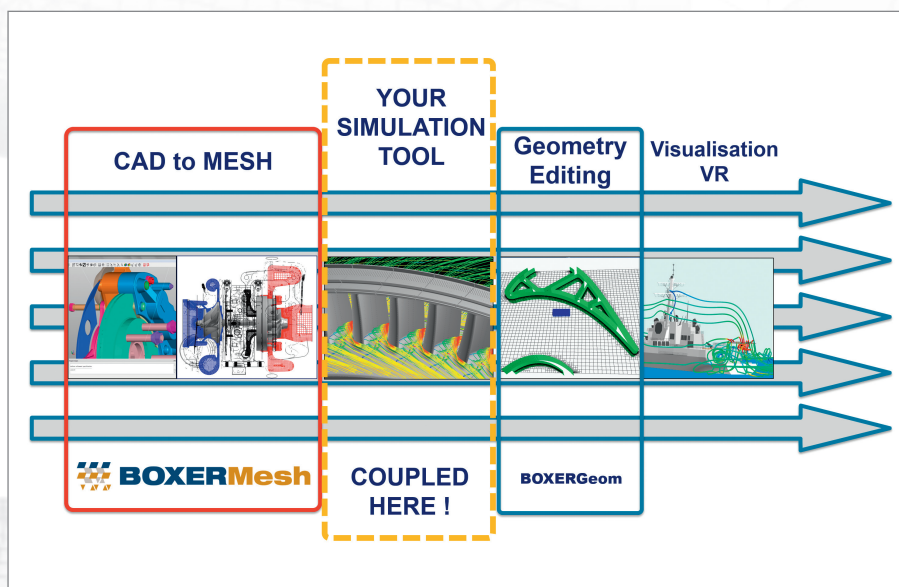 CAD to MESH
YOUR
SIMULATION
TOOL
Geometry
Editing
Visualisation
VR
BOXERMesh
COUPLED
HERE !
BOXERGeom